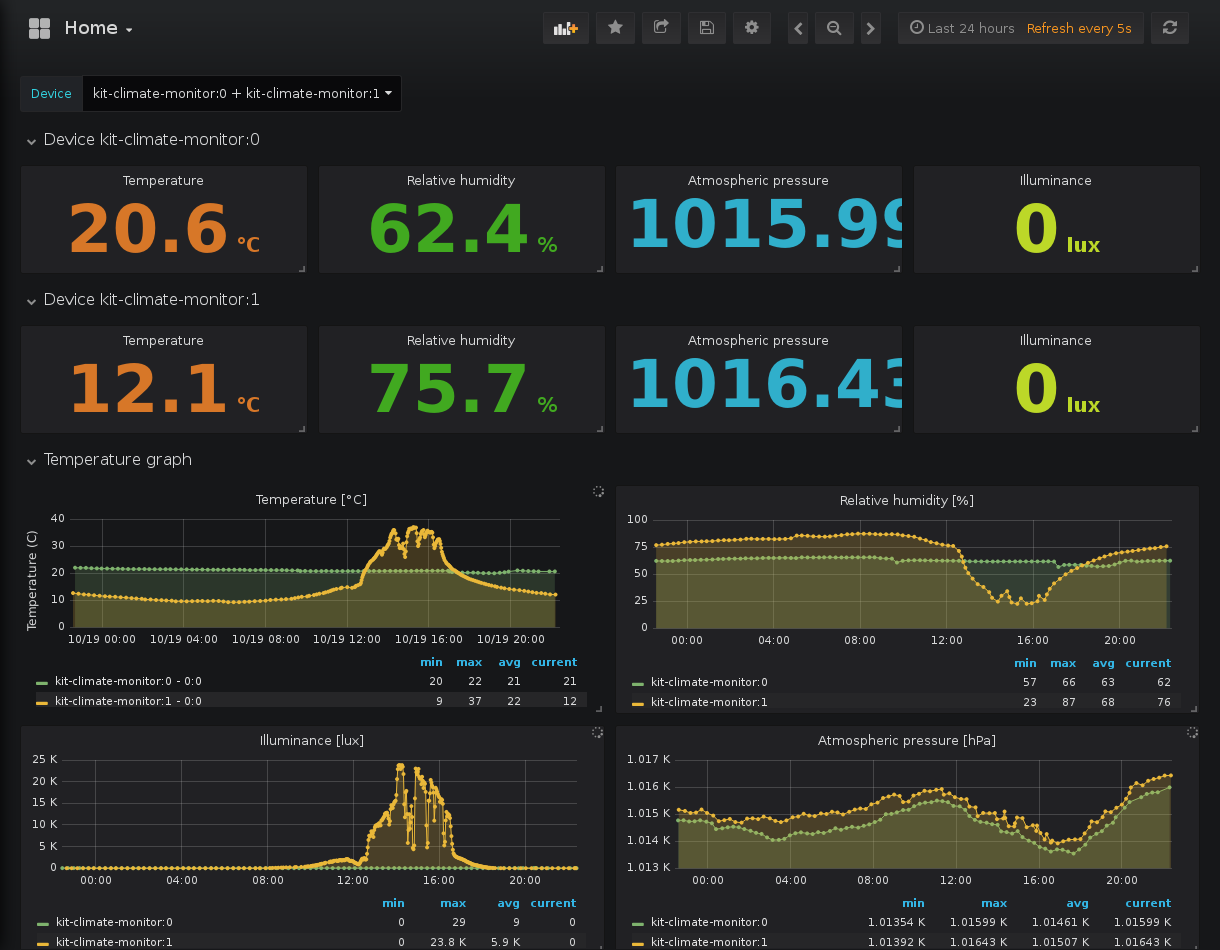 Home
Last 24 hours Refresh every 5s
Device kit-climate-monitor:0 + kit-climate-monitor:1
Device kit-climate-monitor:0
Temperature Relative humidity Atmospheric pressure Illuminance
20.6 °C 62.4 % 1015.99 0 lux
Device kit-climate-monitor:1
Temperature Relative humidity Atmospheric pressure Illuminance
12.1 °C 75.7 % 1016.43 0 lux
Temperature graph
Temperature [°C]
Temperature (C)
40
30
20
10
0
10/19 00:00 10/19 04:00 10/19 08:00 10/19 12:00 10/19 16:00 10/19 20:00
min max avg current
kit-climate-monitor:0 - 0:0 20 22 21 21
kit-climate-monitor:1 - 0:0 9 37 22 12
Relative humidity [%]
100
75
50
25
0
00:00 04:00 08:00 12:00 16:00 20:00
min max avg current
kit-climate-monitor:0 57 66 63 62
kit-climate-monitor:1 23 87 68 76
Illuminance [lux]
25 K
20 K
15 K
10 K
5 K
0
00:00 04:00 08:00 12:00 16:00 20:00
min max avg current
kit-climate-monitor:0 0 29 9 0
kit-climate-monitor:1 0 23.8 K 5.9 K 0
Atmospheric pressure [hPa]
1.017 K
1.016 K
1.015 K
1.014 K
1.013 K
00:00 04:00 08:00 12:00 16:00 20:00
min max avg current
kit-climate-monitor:0 1.01354 K 1.01599 K 1.01461 K 1.01599 K
kit-climate-monitor:1 1.01392 K 1.01643 K 1.01507 K 1.01643 K